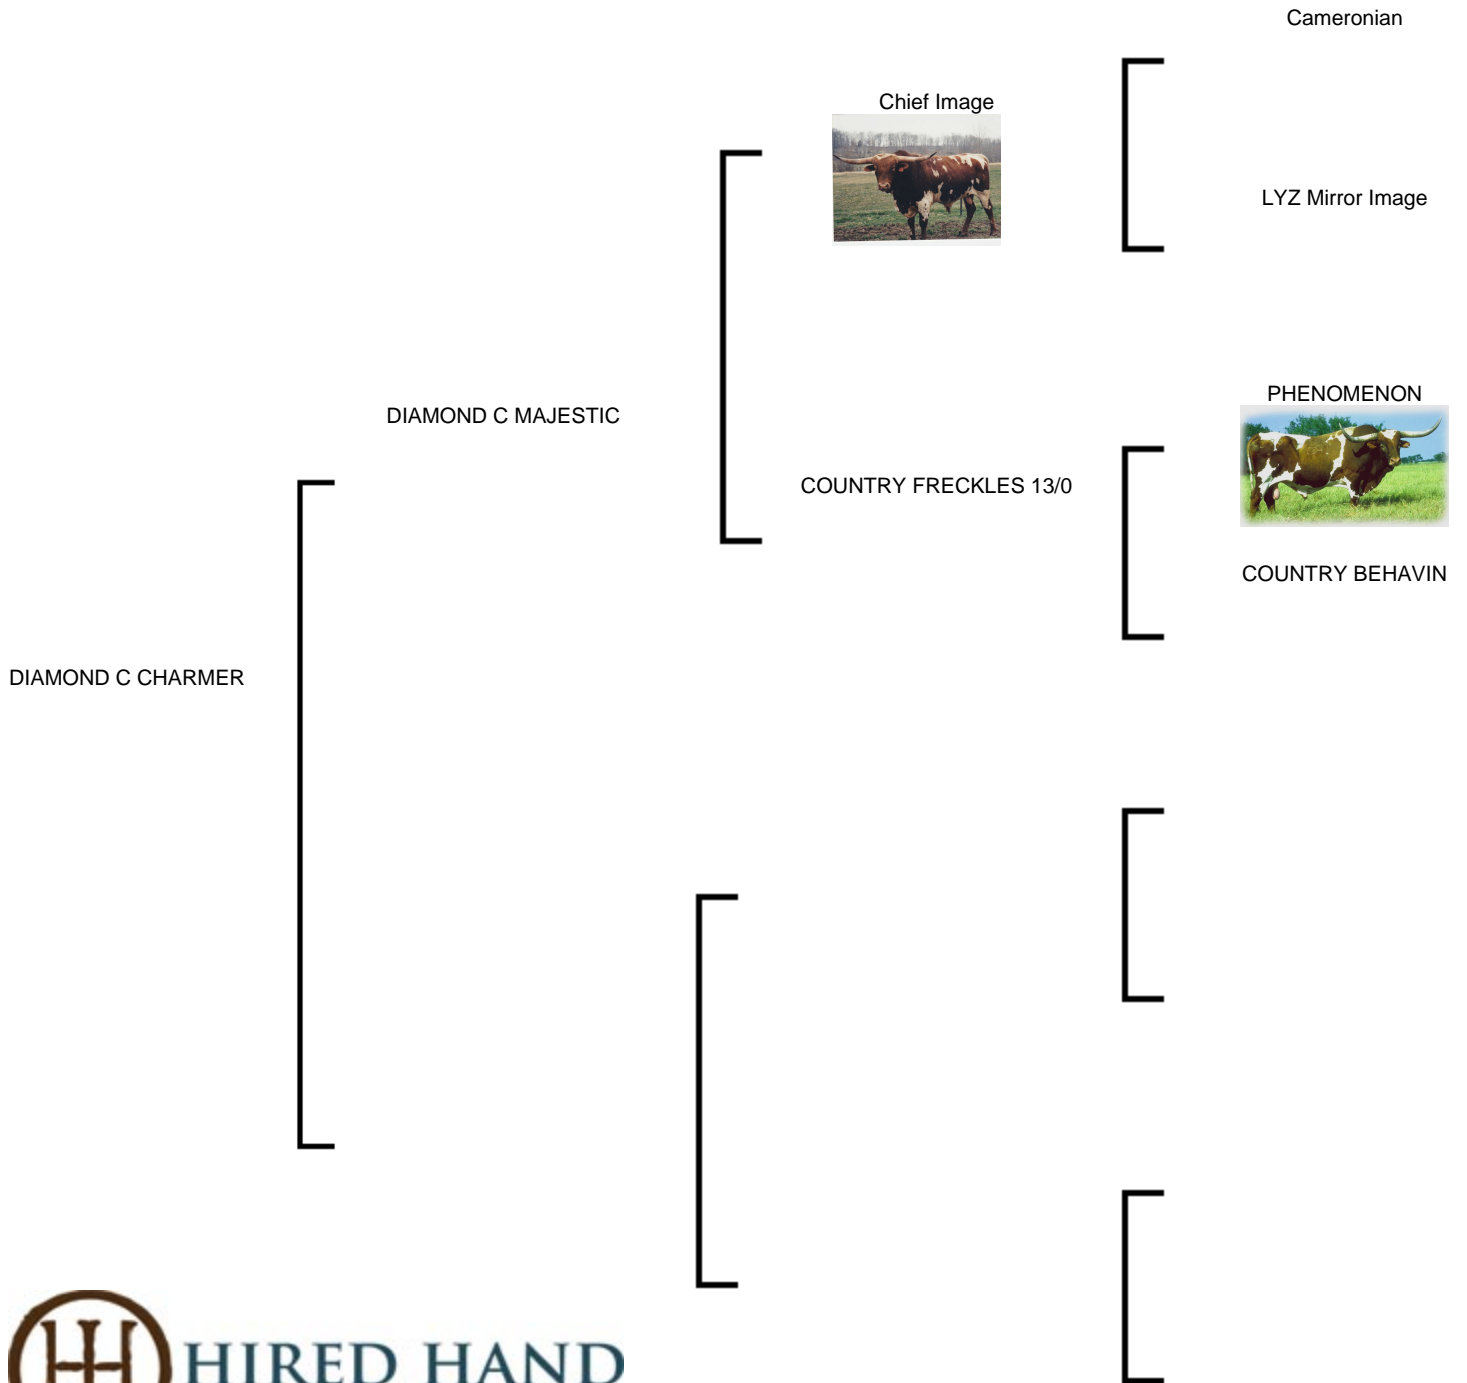 Cameronian
Chief Image
LYZ Mirror Image
PHENOMENON
DIAMOND C MAJESTIC
COUNTRY FRECKLES 13/0
COUNTRY BEHAVIN
DIAMOND C CHARMER
HIRED HAND